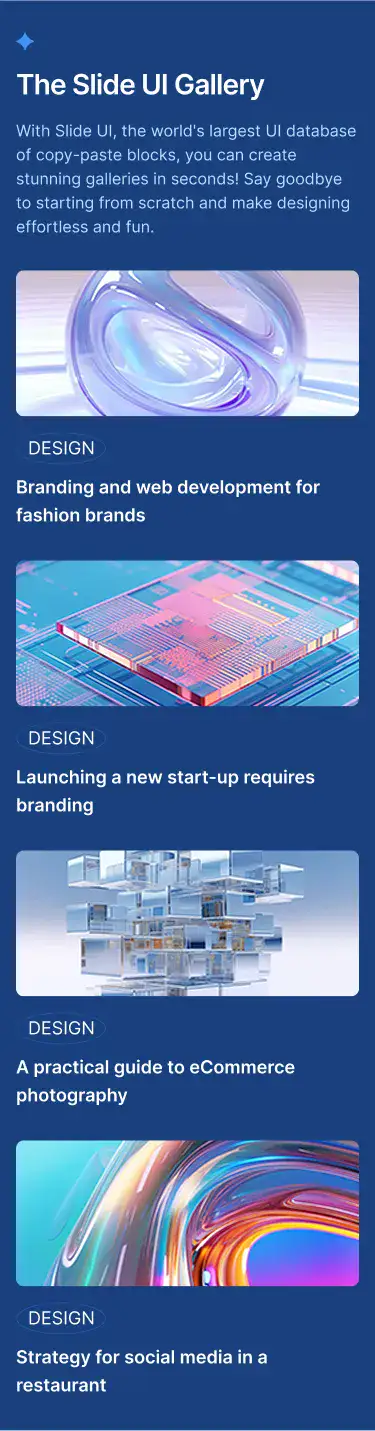 The Slide UI Gallery
With Slide UI, the world's largest UI database
of copy-paste blocks, you can create
stunning galleries in seconds! Say goodbye
to starting from scratch and make designing
effortless and fun.
DESIGN
Branding and web development for
fashion brands
DESIGN
Launching a new start-up requires
branding
DESIGN
A practical guide to eCommerce
photography
DESIGN
Strategy for social media in a
restaurant